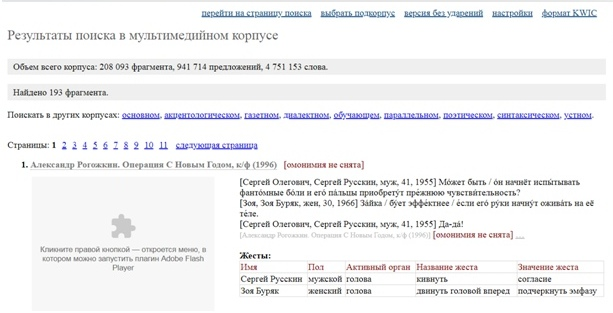 перейти на страницу поиска выбрать подкорпус версия без ударений настройки формат KWIC
Результаты поиска в мультимедийном корпусе
Объем всего корпуса: 208 093 фрагмента, 941 714 предложений, 4 751 153 слова.
Найдено 193 фрагмента.
Поискать в других корпусах: основном, акцентологическом, газетном, диалектном, обучающем, параллельном, поэтическом, синтаксическом, устном.
Страницы: 1 2 3 4 5 6 7 8 9 10 11 следующая страница
1. Александр Рогожкин. Операция С Новым Годом, к/ф (1996) [омонимия не снята]
Кликните правой кнопкой — откроется меню, в
котором можно запустить плагин Adobe Flash
Player
[Сергей Олегович, Сергей Русскин, муж, 41, 1955] Мо́жет быть / он начнёт испы́тывать
фанто́мные бо́ли и его́ па́льцы приобрету́т пре́жнюю чувстви́тельность?
[Зоя, Зоя Буряк, жен, 30, 1966] За́йка / бу́ет эффе́ктнее / е́сли его́ ру́ки начну́т ожива́ть на её
те́ле.
[Сергей Олегович, Сергей Русскин, муж, 41, 1955] Да-да́!
[Александр Рогожкин. Операция С Новым Годом, к/ф (1996)] [омонимия не снята] ...
Жесты:
Имя Пол Активный орган Название жеста Значение жеста
Сергей Русскин мужской голова кивнуть согласие
Зоя Буряк женский голова двинуть головой вперед подчеркнуть эмфазу